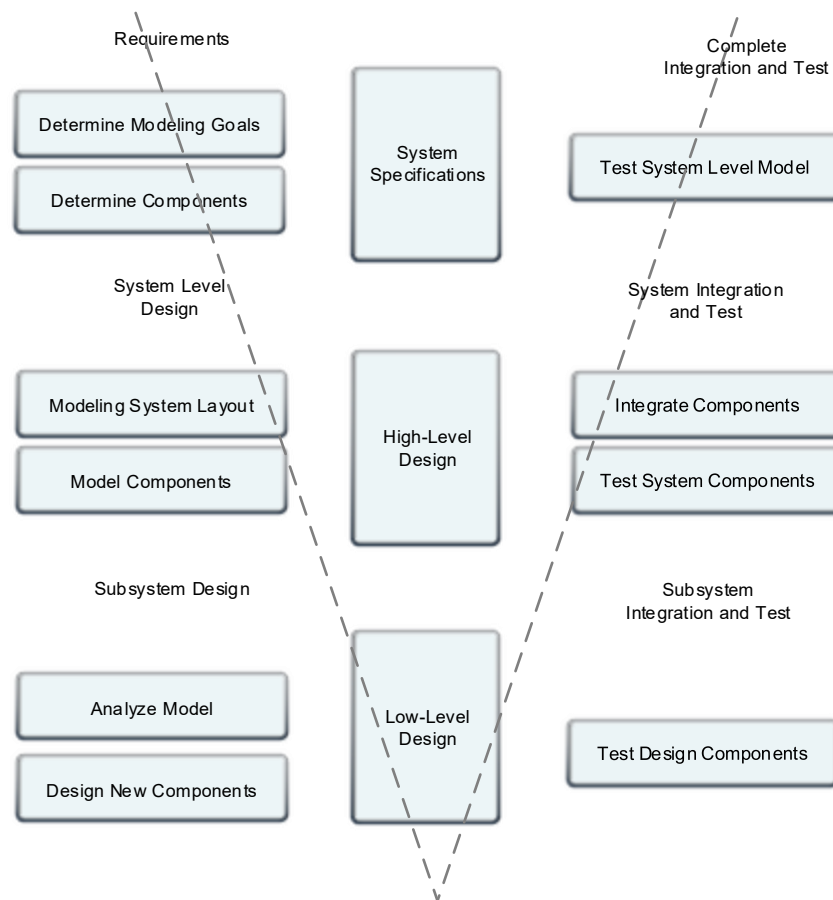 Requirements
Determine Modeling Goals
Determine Components
System
Specifications
Complete
Integration and Test
Test System Level Model
System Level
Design
Modeling System Layout
Model Components
High-Level
Design
System Integration
and Test
Integrate Components
Test System Components
Subsystem Design
Analyze Model
Design New Components
Low-Level
Design
Subsystem
Integration and Test
Test Design Components